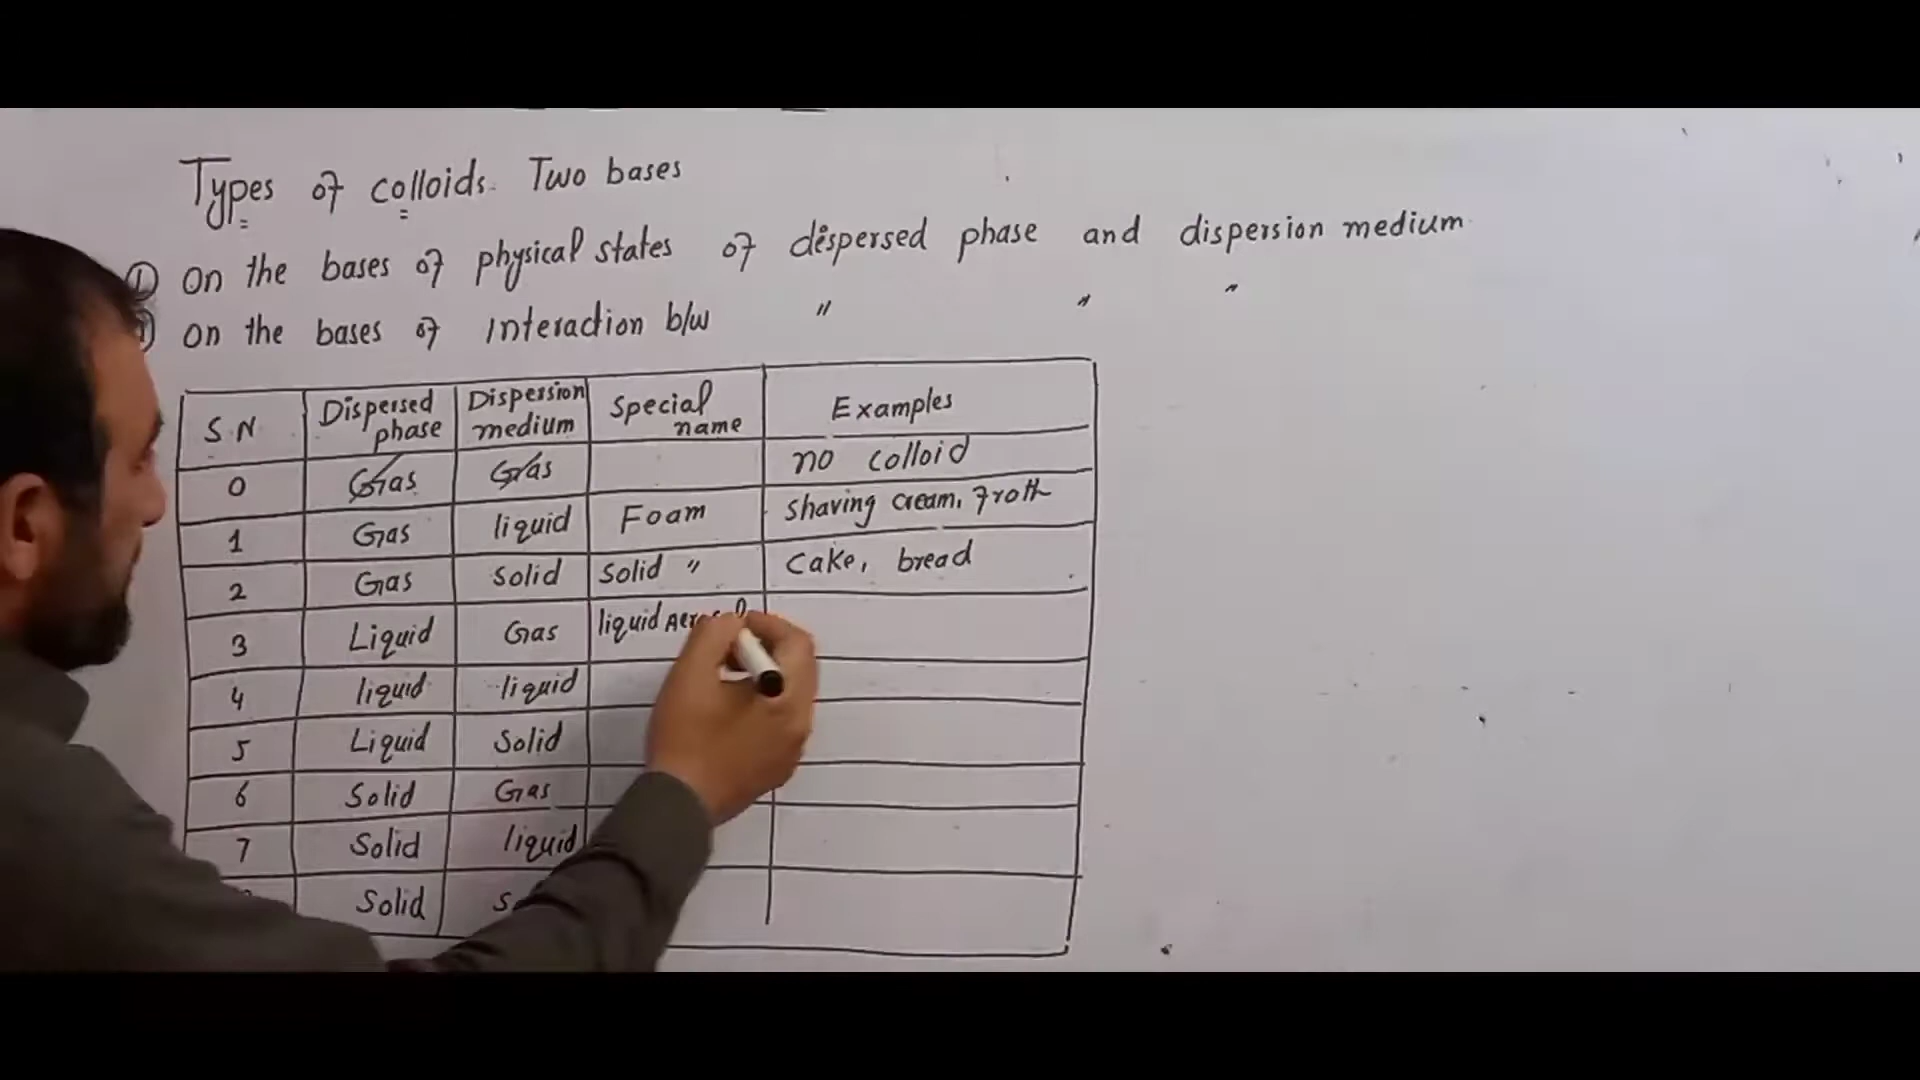 Types of colloids. Two bases
① On the bases of physical states of dispersed phase and dispersion medium
On the bases of Interaction b/w " " "
S.N Dispersed phase Dispersion medium Special name Examples
0 Gas Gas no colloid
1 Gas liquid Foam shaving cream, froth
2 Gas Solid Solid " Cake, bread
3 Liquid Gas liquid
4 liquid liquid
5 Liquid Solid
6 Solid Gas
7 Solid liquid
Solid